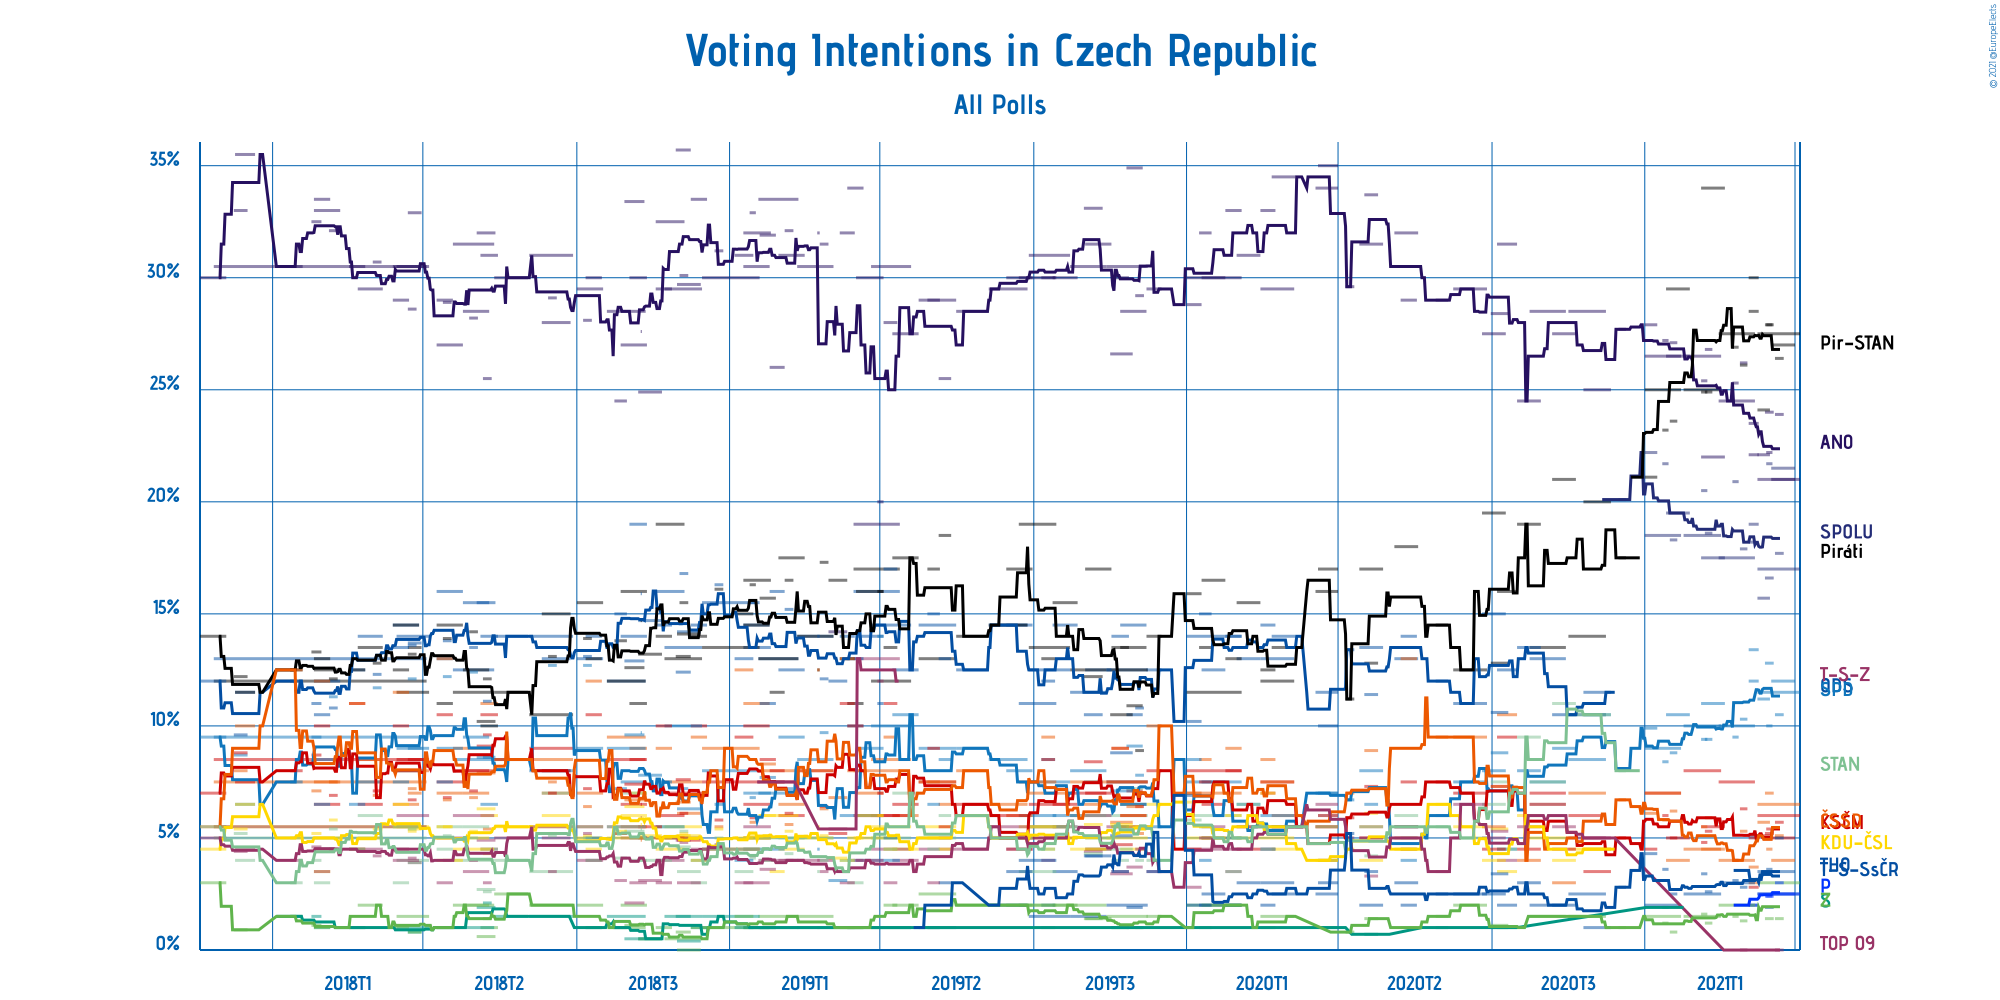 © 2021 @EuropeElects
Voting Intentions in Czech Republic
All Polls
35%
30%
25%
20%
15%
10%
5%
0%
Pir-STAN
ANO
SPOLU
Piráti
T-S-Z
ODS
SPD
STAN
ČSSD
KSČM
KDU-ČSL
THO
T-S-SsČR
P
Z
S
TOP 09
2018T1
2018T2
2018T3
2019T1
2019T2
2019T3
2020T1
2020T2
2020T3
2021T1